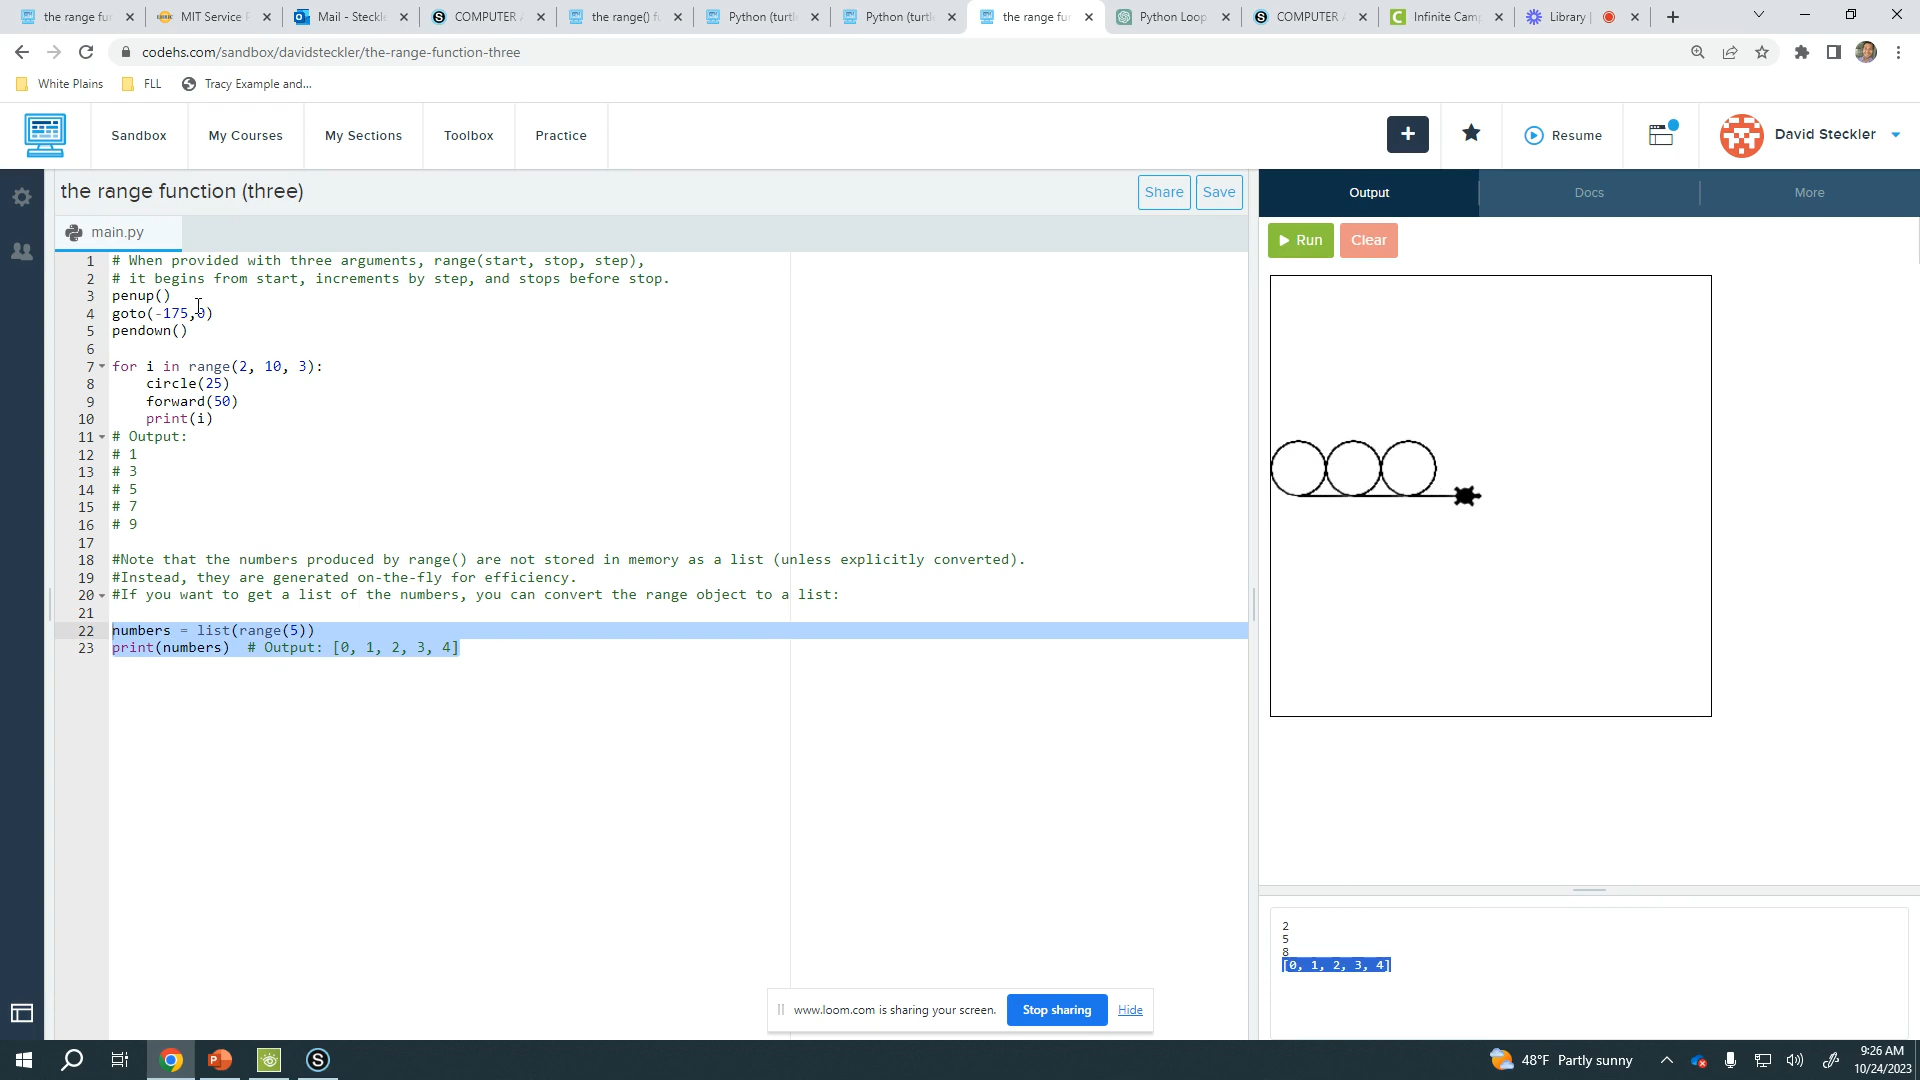 the range fu
MIT Service P
Mail - Steckle
COMPUTER A
the range() fu
Python (turtle
Python (turtle
the range fu
Python Loop
COMPUTER A
Infinite Camp
Library |
codehs.com/sandbox/davidsteckler/the-range-function-three
White Plains
FLL
Tracy Example and...
Sandbox
My Courses
My Sections
Toolbox
Practice
+
Resume
David Steckler
the range function (three)
Share
Save
main.py
1 # When provided with three arguments, range(start, stop, step),
2 # it begins from start, increments by step, and stops before stop.
3 penup()
4 goto(-175,0)
5 pendown()
6
7 for i in range(2, 10, 3):
8 circle(25)
9 forward(50)
10 print(i)
11 # Output:
12 # 1
13 # 3
14 # 5
15 # 7
16 # 9
17
18 #Note that the numbers produced by range() are not stored in memory as a list (unless explicitly converted).
19 #Instead, they are generated on-the-fly for efficiency.
20 #If you want to get a list of the numbers, you can convert the range object to a list:
21
22 numbers = list(range(5))
23 print(numbers)  # Output: [0, 1, 2, 3, 4]
Output
Docs
More
Run
Clear
2
5
8
[0, 1, 2, 3, 4]
www.loom.com is sharing your screen.
Stop sharing
Hide
48°F Partly sunny
9:26 AM
10/24/2023